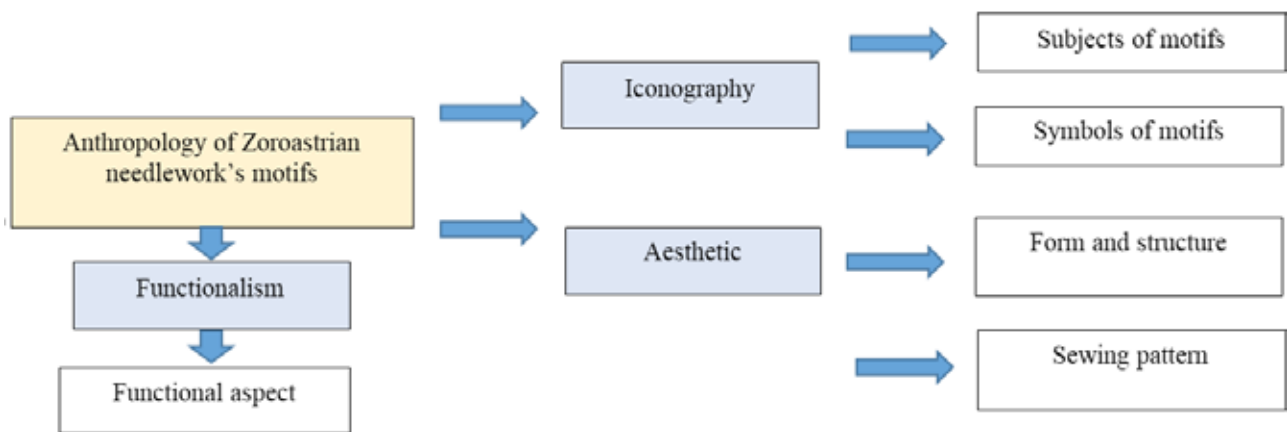 Anthropology of Zoroastrian
needlework's motifs
Functionalism
Functional aspect
Iconography
Aesthetic
Subjects of motifs
Symbols of motifs
Form and structure
Sewing pattern